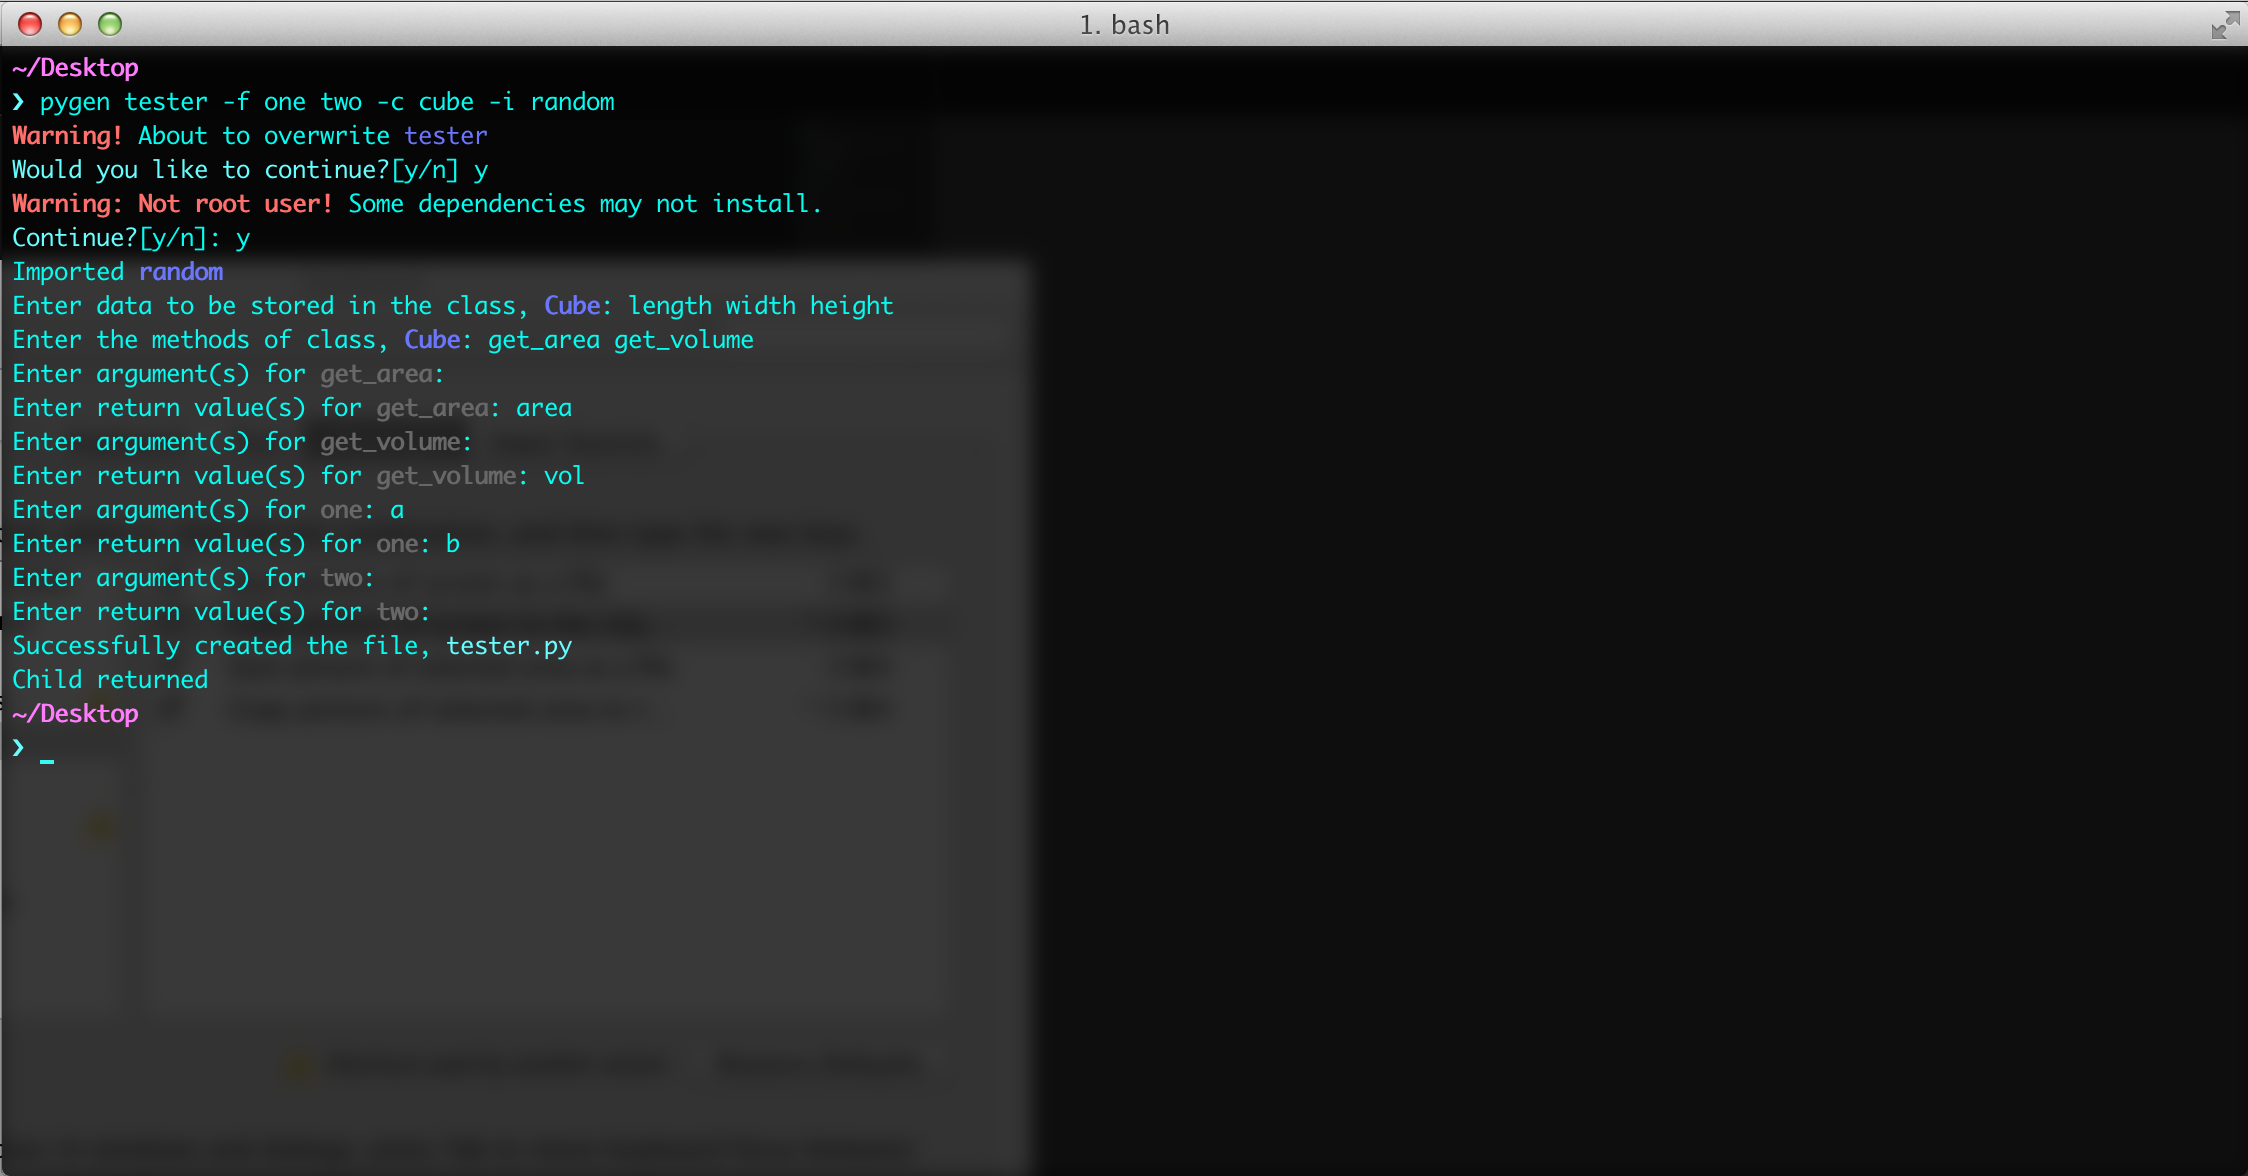 1. bash
~/Desktop
❯ pygen tester -f one two -c cube -i random
Warning! About to overwrite tester
Would you like to continue?[y/n] y
Warning: Not root user! Some dependencies may not install.
Continue?[y/n]: y
Imported random
Enter data to be stored in the class, Cube: length width height
Enter the methods of class, Cube: get_area get_volume
Enter argument(s) for get_area:
Enter return value(s) for get_area: area
Enter argument(s) for get_volume:
Enter return value(s) for get_volume: vol
Enter argument(s) for one: a
Enter return value(s) for one: b
Enter argument(s) for two:
Enter return value(s) for two:
Successfully created the file, tester.py
Child returned
~/Desktop
❯ _